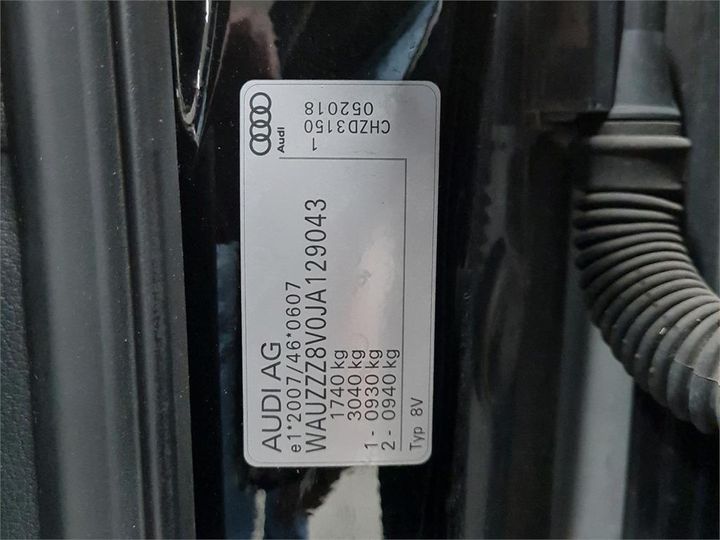 AUDI AG
e1*2007/46*0607
WAUZZZ8V0JA129043
1740 kg
3040 kg
1 - 0930 kg
2 - 0940 kg
Typ 8V
Audi
1
CHZD3150
052018